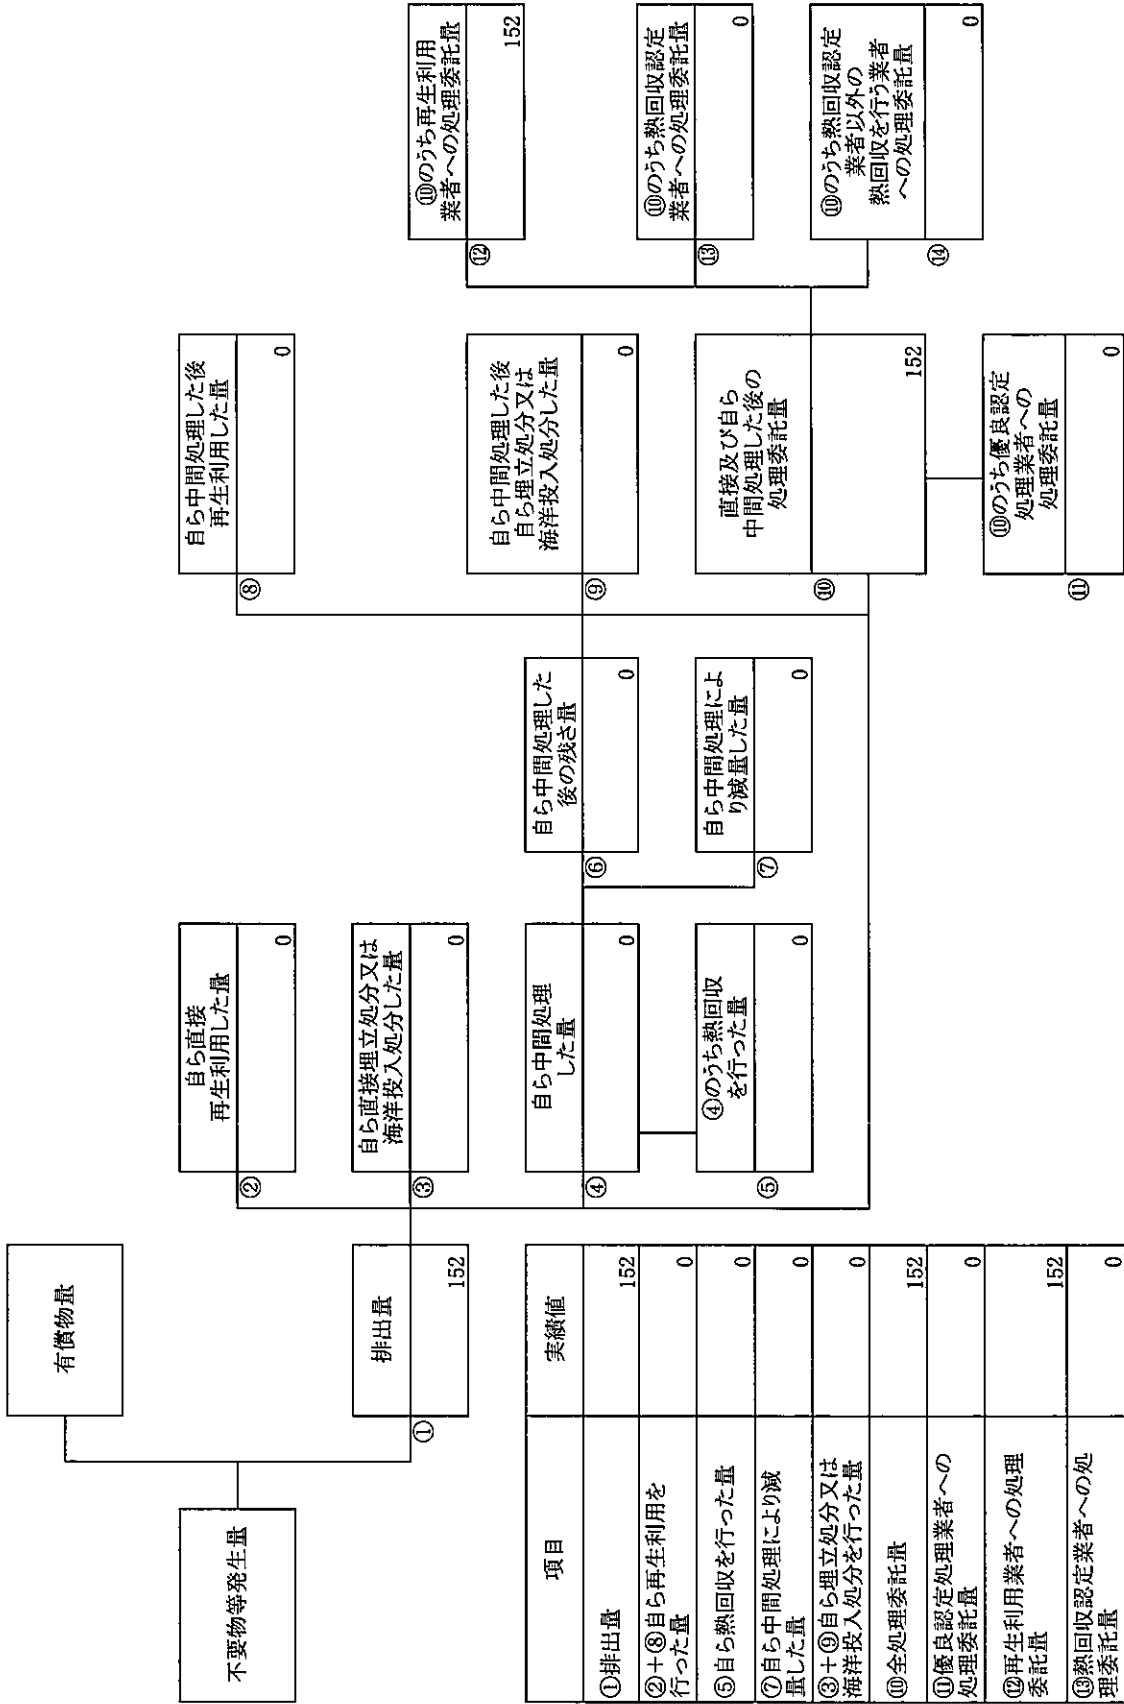 有償物量
不要物等発生量
①
排出量
152
②
自ら直接
再生利用した量
0
③
自ら直接埋立処分又は
海洋投入処分した量
0
④
自ら中間処理
した量
0
⑤
④のうち熱回収
を行った量
0
⑥
自ら中間処理した
後の残さ量
0
⑦
自ら中間処理によ
り減量した量
0
⑧
自ら中間処理した後
再生利用した量
0
⑨
自ら中間処理した後
自ら埋立処分又は
海洋投入処分した量
0
⑩
直接及び自ら
中間処理した後の
処理委託量
152
⑪
⑩のうち優良認定
処理業者への
処理委託量
0
⑫
⑩のうち再生利用
業者への処理委託量
152
⑬
⑩のうち熱回収認定
業者への処理委託量
0
⑭
⑩のうち熱回収認定
業者以外の
熱回収を行う業者
への処理委託量
0
項目 実績値
①排出量 152
②+⑧自ら再生利用を
行った量 0
⑤自ら熱回収を行った量 0
⑦自ら中間処理により減
量した量 0
③+⑨自ら埋立処分又は
海洋投入処分を行った量 0
⑩全処理委託量 152
⑪優良認定処理業者への
処理委託量 0
⑫再生利用業者への処理
委託量 152
⑬熱回収認定業者への処
理委託量 0